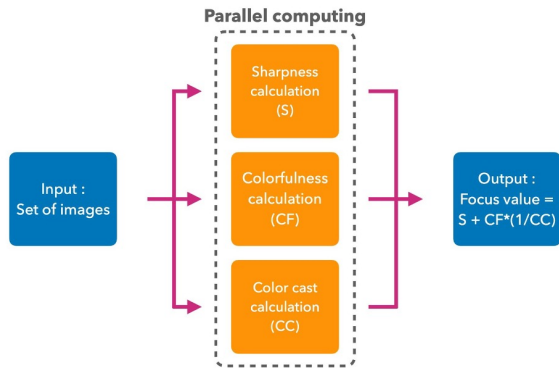 Parallel computing
Sharpness
calculation
(S)
Input :
Set of images
Colorfulness
calculation
(CF)
Output :
Focus value =
S + CF*(1/CC)
Color cast
calculation
(CC)